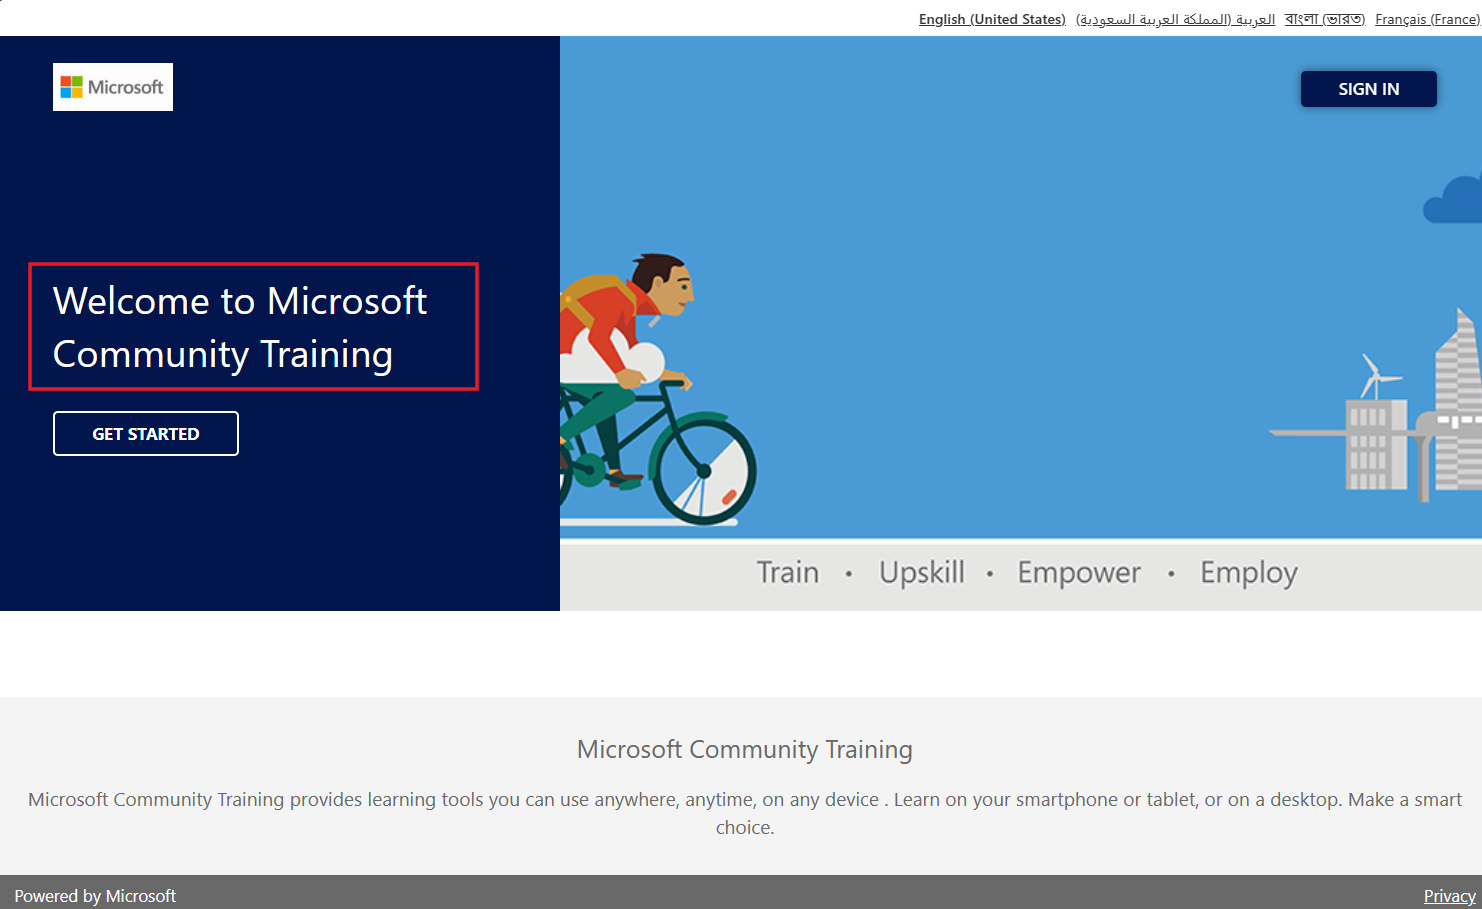 English (United States) العربية (المملكة العربية السعودية) বাংলা (ভারত) Français (France)
Microsoft
SIGN IN
Welcome to Microsoft
Community Training
GET STARTED
Train • Upskill • Empower • Employ
Microsoft Community Training
Microsoft Community Training provides learning tools you can use anywhere, anytime, on any device . Learn on your smartphone or tablet, or on a desktop. Make a smart
choice.
Powered by Microsoft Privacy